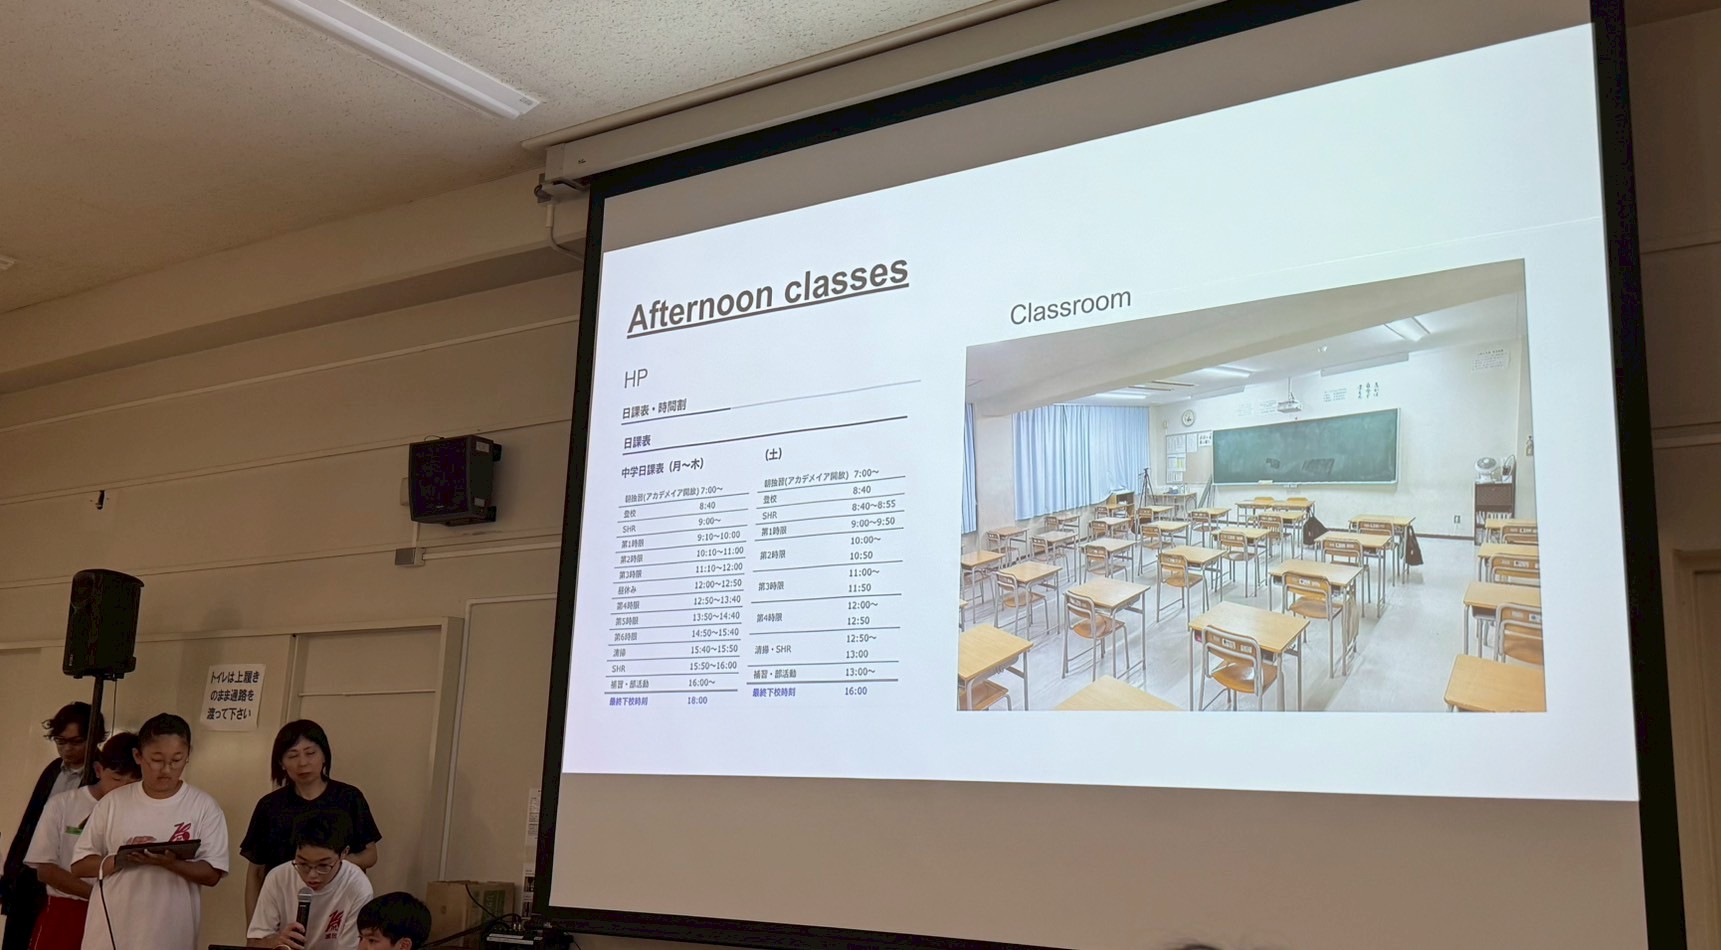 Afternoon classes
HP
日課表・時間割
日課表
中学日課表（月～木）
朝独習(アカデメイア開放) 7:00～
登校 8:40
SHR 9:00～
第1時限 9:10～10:00
第2時限 10:10～11:00
第3時限 11:10～12:00
昼休み 12:00～12:50
第4時限 12:50～13:40
第5時限 13:50～14:40
第6時限 14:50～15:40
清掃 15:40～15:50
SHR 15:50～16:00
補習・部活動 16:00～
最終下校時刻 18:00
（土）
朝独習(アカデメイア開放) 7:00～
登校 8:40
SHR 8:40～8:55
第1時限 9:00～9:50
第2時限 10:00～
10:50
第3時限 11:00～
11:50
第4時限 12:00～
12:50
清掃・SHR 12:50～
13:00
補習・部活動 13:00～
最終下校時刻 16:00
Classroom
トイレは上履き
のまま通路を
渡って下さい